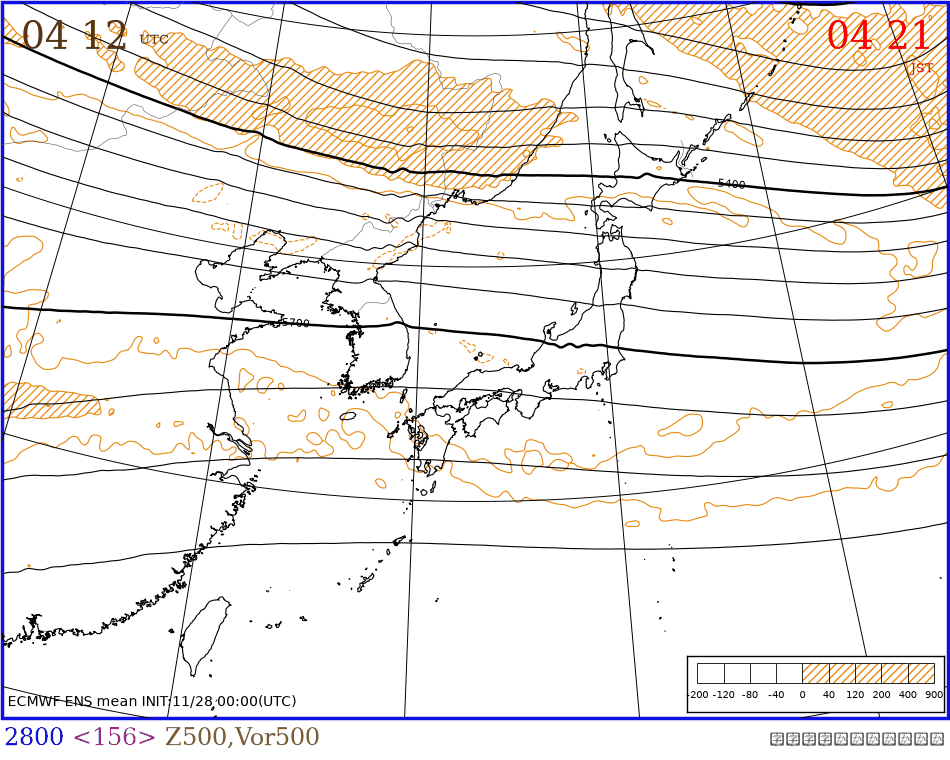 04 12 UTC
04 21
JST
5400
5700
-200 -120 -80 -40 0 40 120 200 400 900
ECMWF ENS mean INIT:11/28 00:00(UTC)
2800 <156> Z500,Vor500